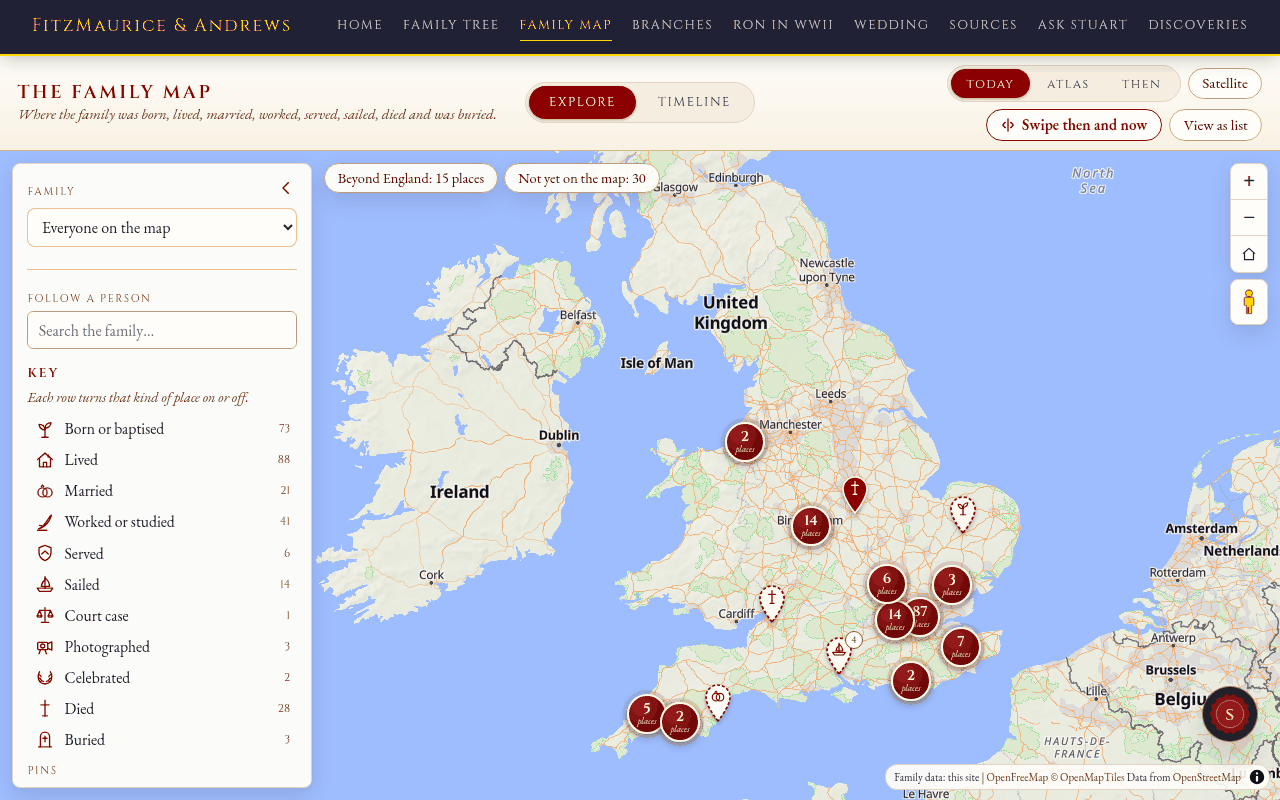 FITZMAURICE & ANDREWS
HOME
FAMILY TREE
FAMILY MAP
BRANCHES
RON IN WWII
WEDDING
SOURCES
ASK STUART
DISCOVERIES
THE FAMILY MAP
Where the family was born, lived, married, worked, served, sailed, died and was buried.
EXPLORE
TIMELINE
TODAY
ATLAS
THEN
Satellite
Swipe then and now
View as list
FAMILY
Everyone on the map
FOLLOW A PERSON
Search the family...
KEY
Each row turns that kind of place on or off.
Born or baptised 73
Lived 88
Married 21
Worked or studied 41
Served 6
Sailed 14
Court case 1
Photographed 3
Celebrated 2
Died 28
Buried 3
PINS
Beyond England: 15 places
Not yet on the map: 30
Glasgow
Edinburgh
North
Sea
+
−
Newcastle
upon Tyne
United
Kingdom
Belfast
Isle of Man
Leeds
Manchester
2
places
Dublin
Ireland
14
places
Amsterdam
Rotterdam
Cork
6
places
3
places
Cardiff
14
places
87
7
places
4
2
places
Antwerp
Brussels
Lille
5
places
2
places
S
HAUTS-DE-
FRANCE
Family data: this site | OpenFreeMap © OpenMapTiles Data from OpenStreetMap
Le Havre